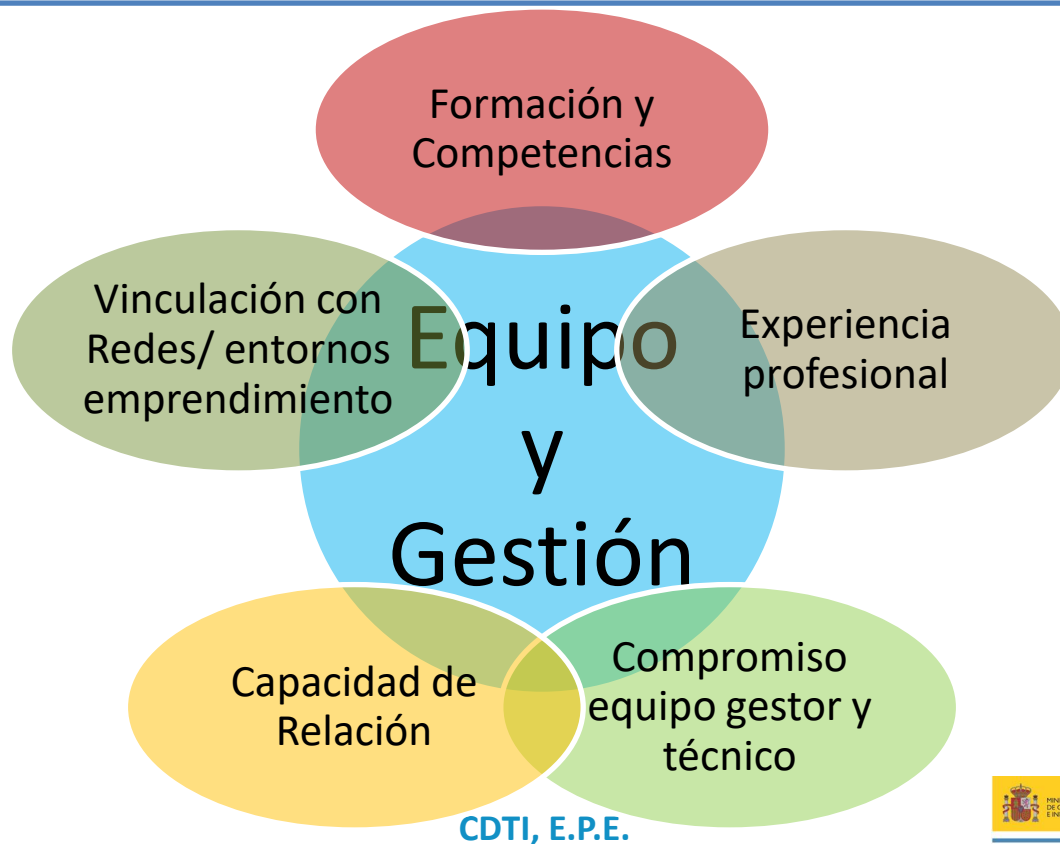 Formación y
Competencias
Vinculación con
Redes/ entornos
emprendimiento
Equipo
y
Gestión
Experiencia
profesional
Capacidad de
Relación
Compromiso
equipo gestor y
técnico
CDTI, E.P.E.